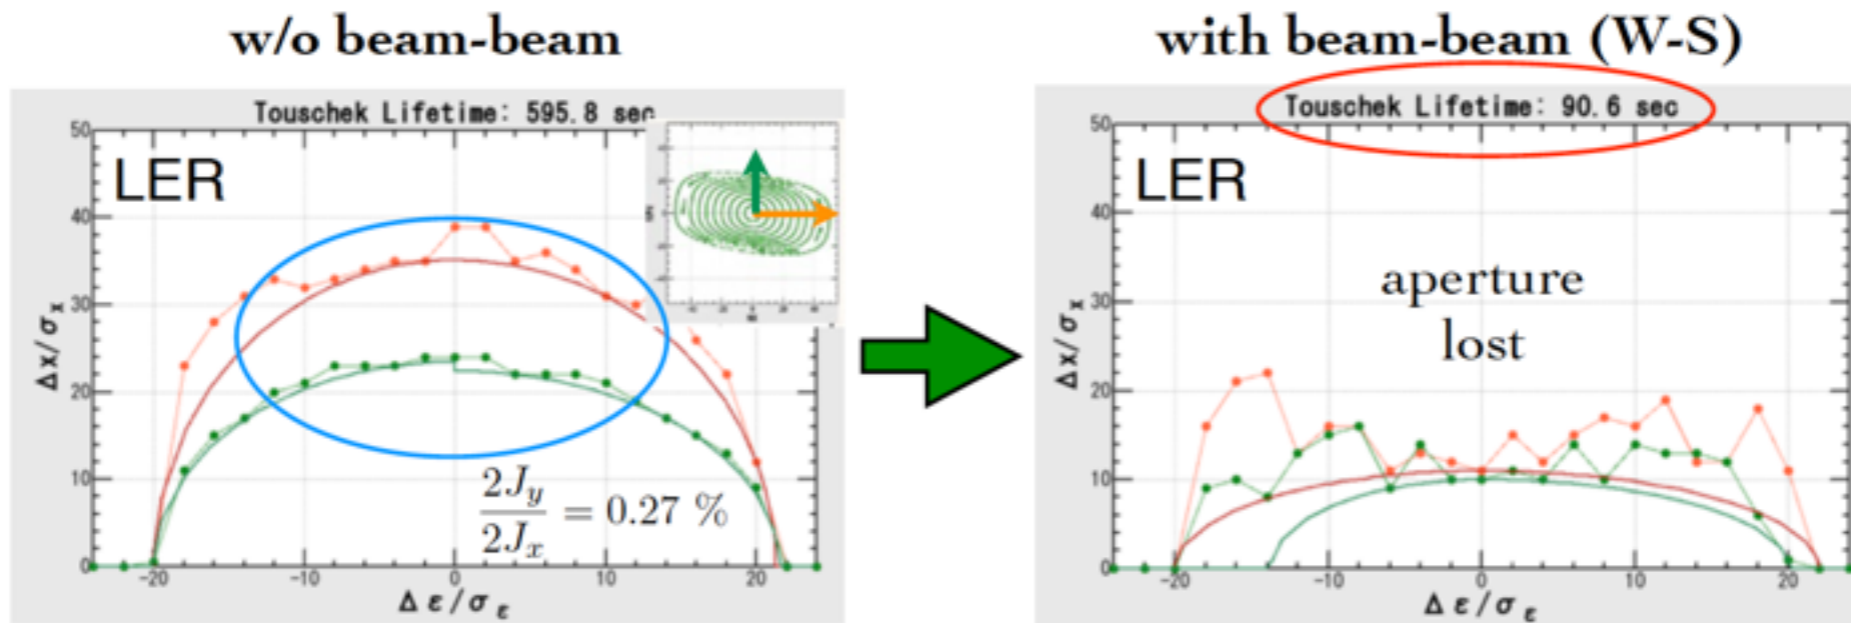 w/o beam-beam
Touschek Lifetime: 595.8 sec
LER
50
40
30
20
10
0
Δx/σx
-20
-10
0
10
20
Δε/σε
2Jy/2Jx = 0.27 %
with beam-beam (W-S)
Touschek Lifetime: 90.6 sec
LER
aperture
lost
50
40
30
20
10
0
Δx/σx
-20
-10
0
10
20
Δε/σε